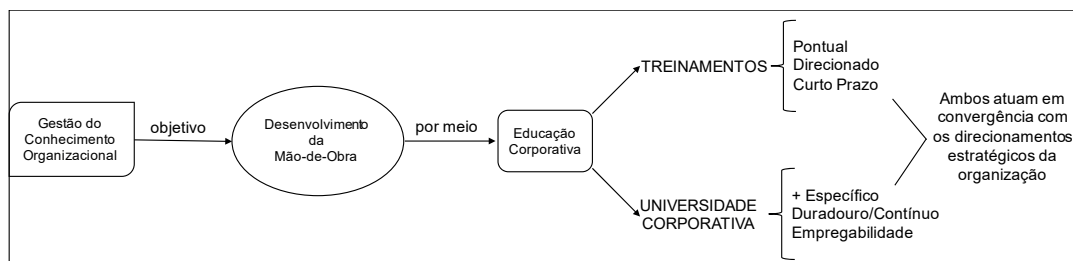 Gestão do
Conhecimento
Organizacional
objetivo
Desenvolvimento
da
Mão-de-Obra
por meio
Educação
Corporativa
TREINAMENTOS
Pontual
Direcionado
Curto Prazo
UNIVERSIDADE
CORPORATIVA
+ Específico
Duradouro/Contínuo
Empregabilidade
Ambos atuam em
convergência com
os direcionamentos
estratégicos da
organização